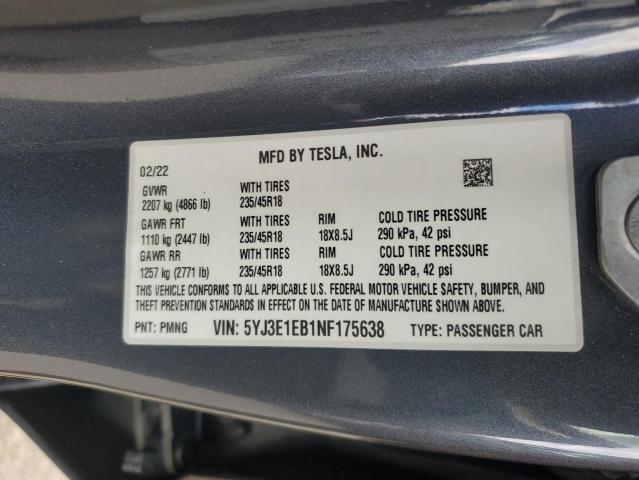 MFD BY TESLA, INC.
02/22
GVWR WITH TIRES
2207 kg (4866 lb) 235/45R18
GAWR FRT WITH TIRES RIM COLD TIRE PRESSURE
1110 kg (2447 lb) 235/45R18 18X8.5J 290 kPa, 42 psi
GAWR RR WITH TIRES RIM COLD TIRE PRESSURE
1257 kg (2771 lb) 235/45R18 18X8.5J 290 kPa, 42 psi
THIS VEHICLE CONFORMS TO ALL APPLICABLE U.S. FEDERAL MOTOR VEHICLE SAFETY, BUMPER, AND
THEFT PREVENTION STANDARDS IN EFFECT ON THE DATE OF MANUFACTURE SHOWN ABOVE.
PNT: PMNG VIN: 5YJ3E1EB1NF175638 TYPE: PASSENGER CAR